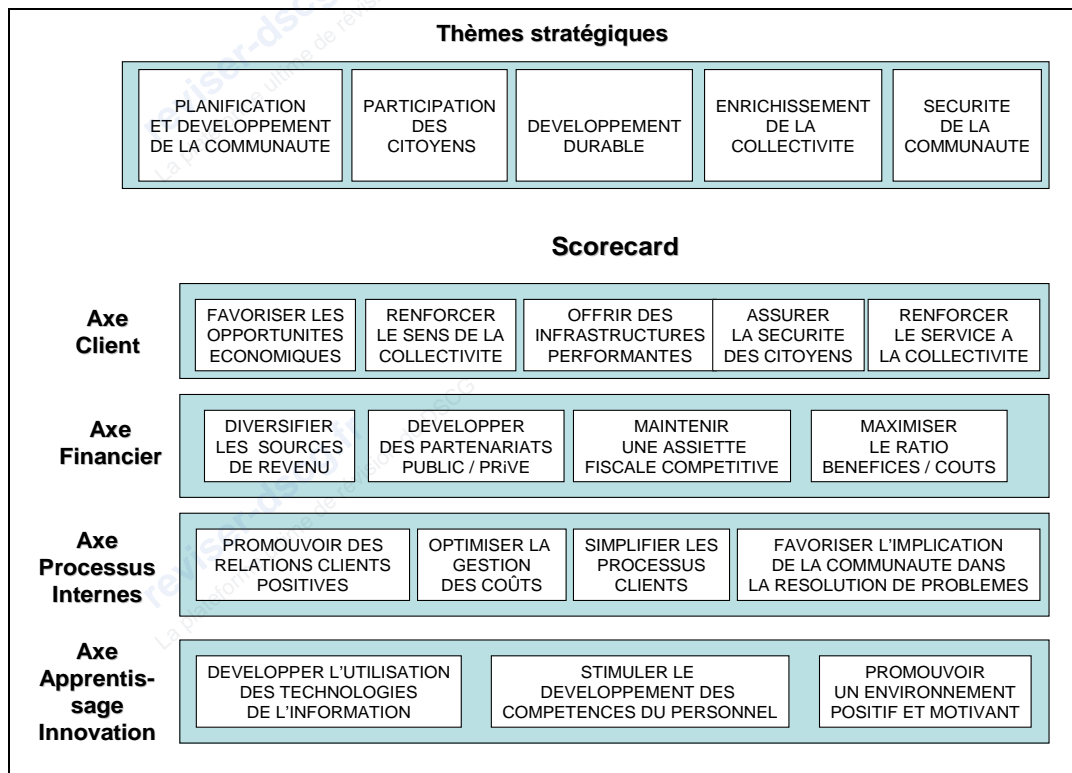 Thèmes stratégiques
PLANIFICATION
ET DEVELOPPEMENT
DE LA COMMUNAUTE
PARTICIPATION
DES
CITOYENS
DEVELOPPEMENT
DURABLE
ENRICHISSEMENT
DE LA
COLLECTIVITE
SECURITE
DE LA
COMMUNAUTE
Scorecard
Axe
Client
FAVORISER LES
OPPORTUNITES
ECONOMIQUES
RENFORCER
LE SENS DE LA
COLLECTIVITE
OFFRIR DES
INFRASTRUCTURES
PERFORMANTES
ASSURER
LA SECURITE
DES CITOYENS
RENFORCER
LE SERVICE A
LA COLLECTIVITE
Axe
Financier
DIVERSIFIER
LES SOURCES
DE REVENU
DEVELOPPER
DES PARTENARIATS
PUBLIC / PRiVE
MAINTENIR
UNE ASSIETTE
FISCALE COMPETITIVE
MAXIMISER
LE RATIO
BENEFICES / COUTS
Axe
Processus
Internes
PROMOUVOIR DES
RELATIONS CLIENTS
POSITIVES
OPTIMISER LA
GESTION
DES COÛTS
SIMPLIFIER LES
PROCESSUS
CLIENTS
FAVORISER L'IMPLICATION
DE LA COMMUNAUTE DANS
LA RESOLUTION DE PROBLEMES
Axe
Apprentis-
sage
Innovation
DEVELOPPER L'UTILISATION
DES TECHNOLOGIES
DE L'INFORMATION
STIMULER LE
DEVELOPPEMENT DES
COMPETENCES DU PERSONNEL
PROMOUVOIR
UN ENVIRONNEMENT
POSITIF ET MOTIVANT